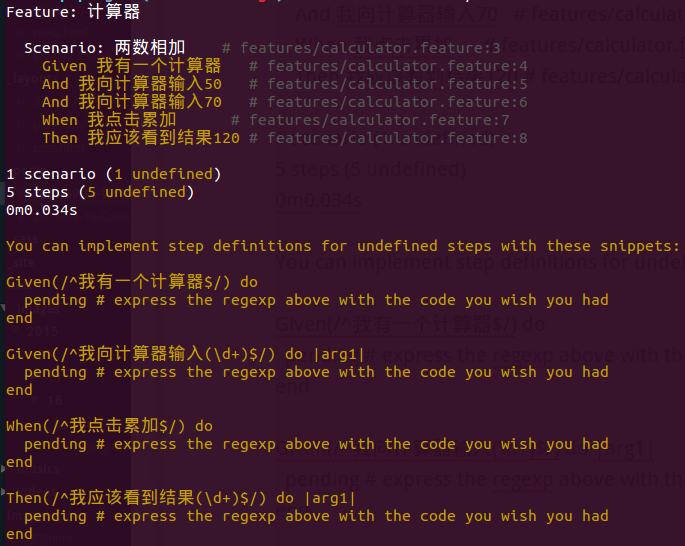 Feature: 计算器
Scenario: 两数相加 # features/calculator.feature:3
Given 我有一个计算器 # features/calculator.feature:4
And 我向计算器输入50 # features/calculator.feature:5
And 我向计算器输入70 # features/calculator.feature:6
When 我点击累加 # features/calculator.feature:7
Then 我应该看到结果120 # features/calculator.feature:8
1 scenario (1 undefined)
5 steps (5 undefined)
0m0.034s
You can implement step definitions for undefined steps with these snippets:
Given(/^我有一个计算器$/) do
pending # express the regexp above with the code you wish you had
end
Given(/^我向计算器输入(\d+)$/) do |arg1|
pending # express the regexp above with the code you wish you had
end
When(/^我点击累加$/) do
pending # express the regexp above with the code you wish you had
end
Then(/^我应该看到结果(\d+)$/) do |arg1|
pending # express the regexp above with the code you wish you had
end